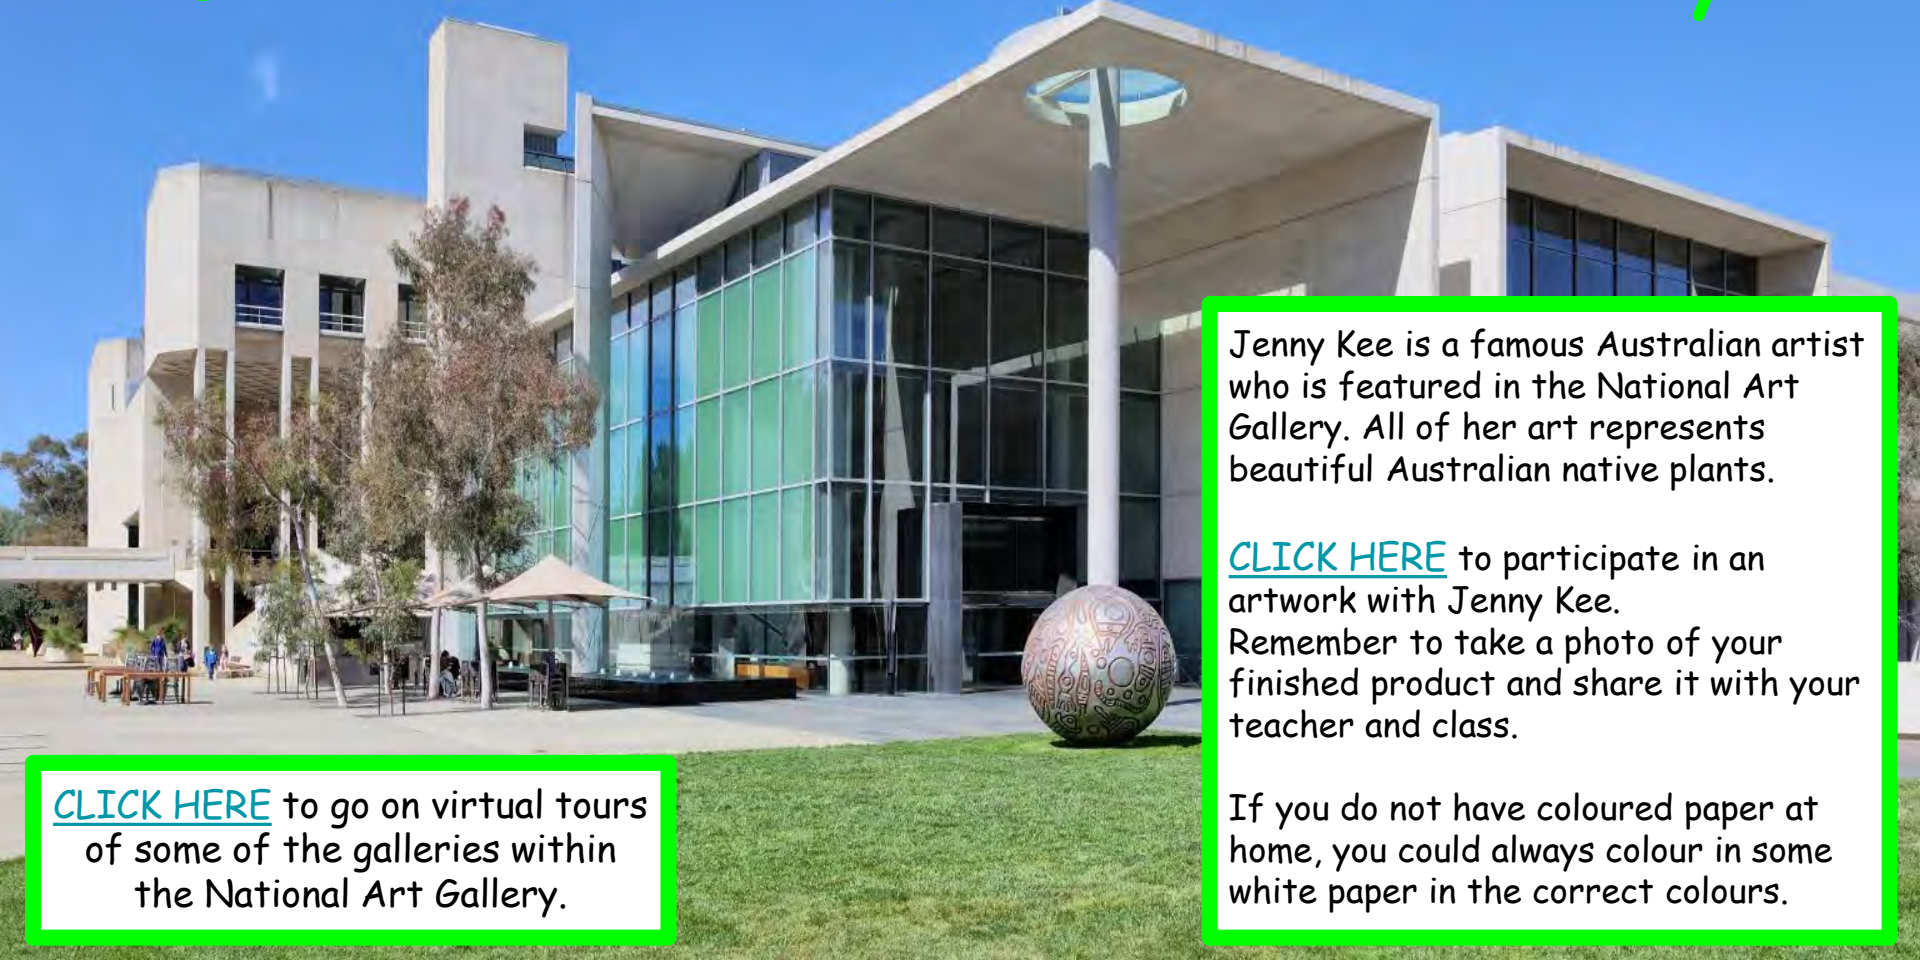 CLICK HERE to go on virtual tours
of some of the galleries within
the National Art Gallery.
Jenny Kee is a famous Australian artist
who is featured in the National Art
Gallery. All of her art represents
beautiful Australian native plants.
CLICK HERE to participate in an
artwork with Jenny Kee.
Remember to take a photo of your
finished product and share it with your
teacher and class.
If you do not have coloured paper at
home, you could always colour in some
white paper in the correct colours.